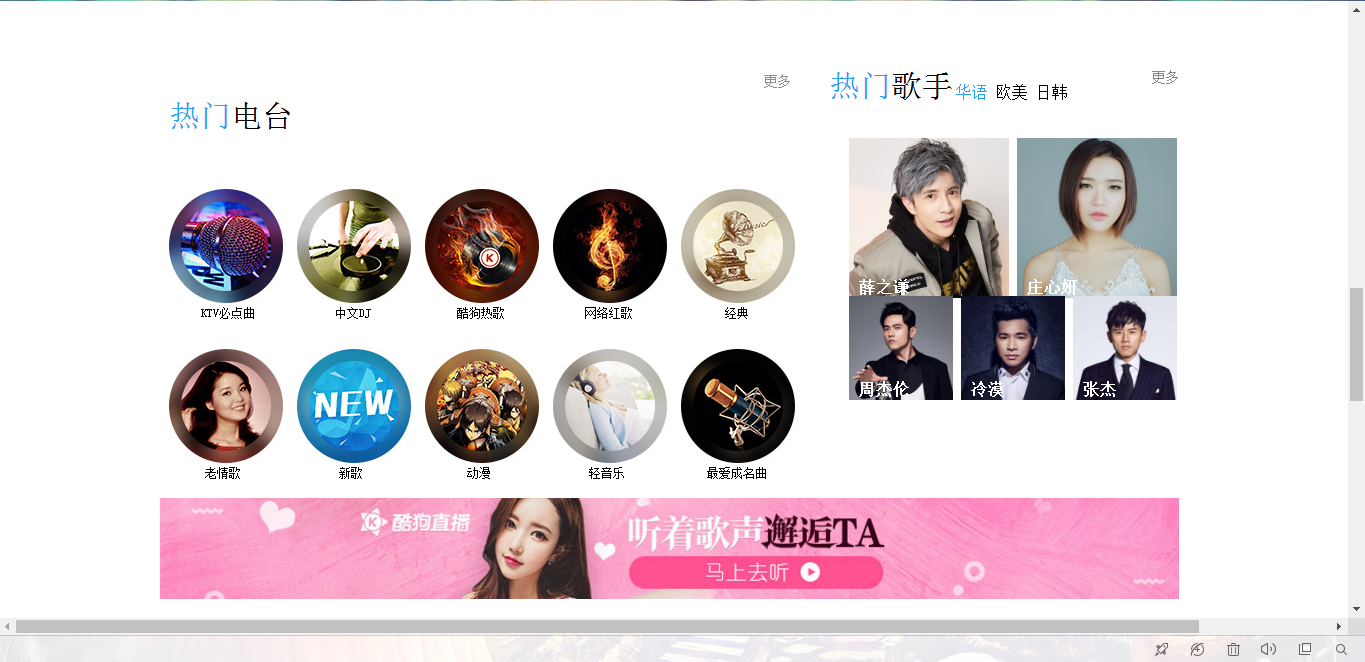 更多
热门歌手 华语 欧美 日韩
更多
热门电台
KTV必点曲
中文DJ
酷狗热歌
网络红歌
经典
music
K
薛之谦
庄心妍
周杰伦
冷漠
张杰
NEW
老情歌
新歌
动漫
轻音乐
最爱成名曲
K 酷狗直播
听着歌声邂逅TA
马上去听